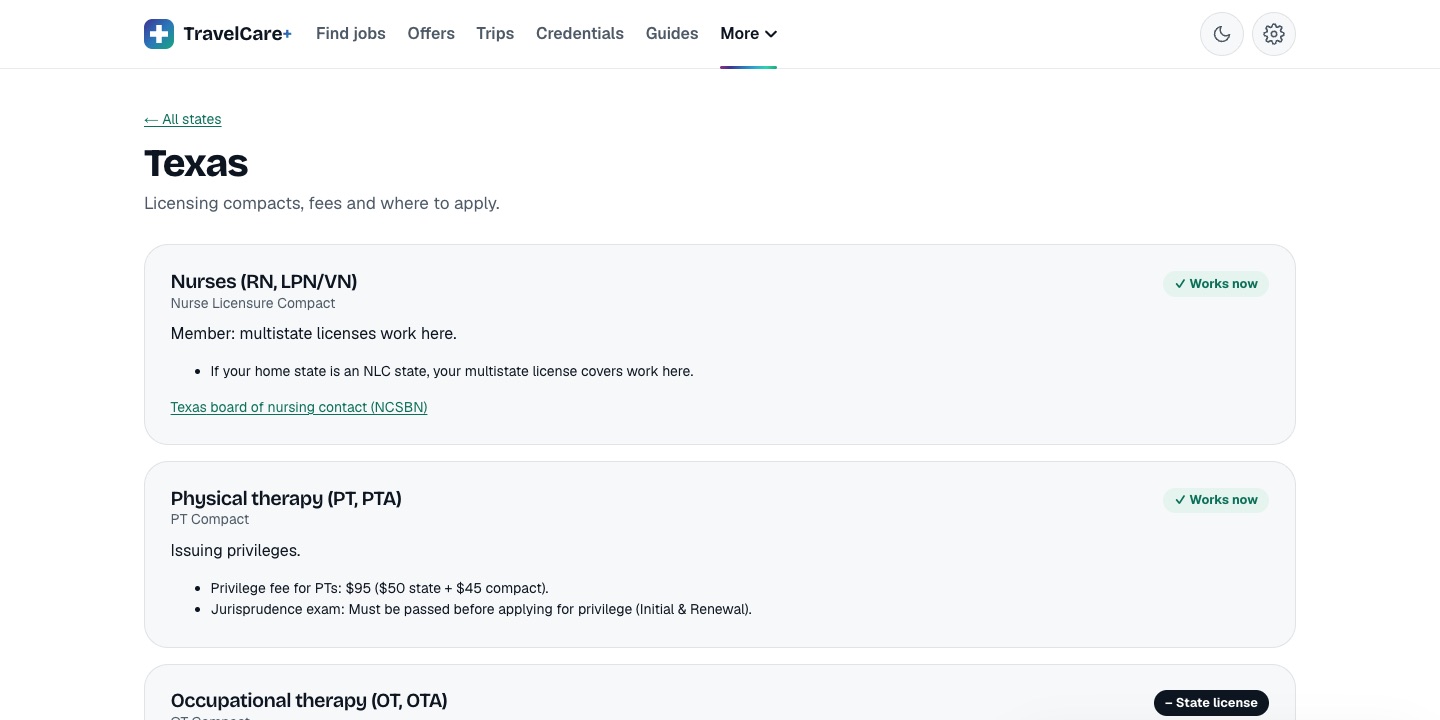 TravelCare+ Find jobs Offers Trips Credentials Guides More
← All states
Texas
Licensing compacts, fees and where to apply.
Nurses (RN, LPN/VN)
✓ Works now
Nurse Licensure Compact
Member: multistate licenses work here.
• If your home state is an NLC state, your multistate license covers work here.
Texas board of nursing contact (NCSBN)
Physical therapy (PT, PTA)
✓ Works now
PT Compact
Issuing privileges.
• Privilege fee for PTs: $95 ($50 state + $45 compact).
• Jurisprudence exam: Must be passed before applying for privilege (Initial & Renewal).
Occupational therapy (OT, OTA)
– State license
OT Compact